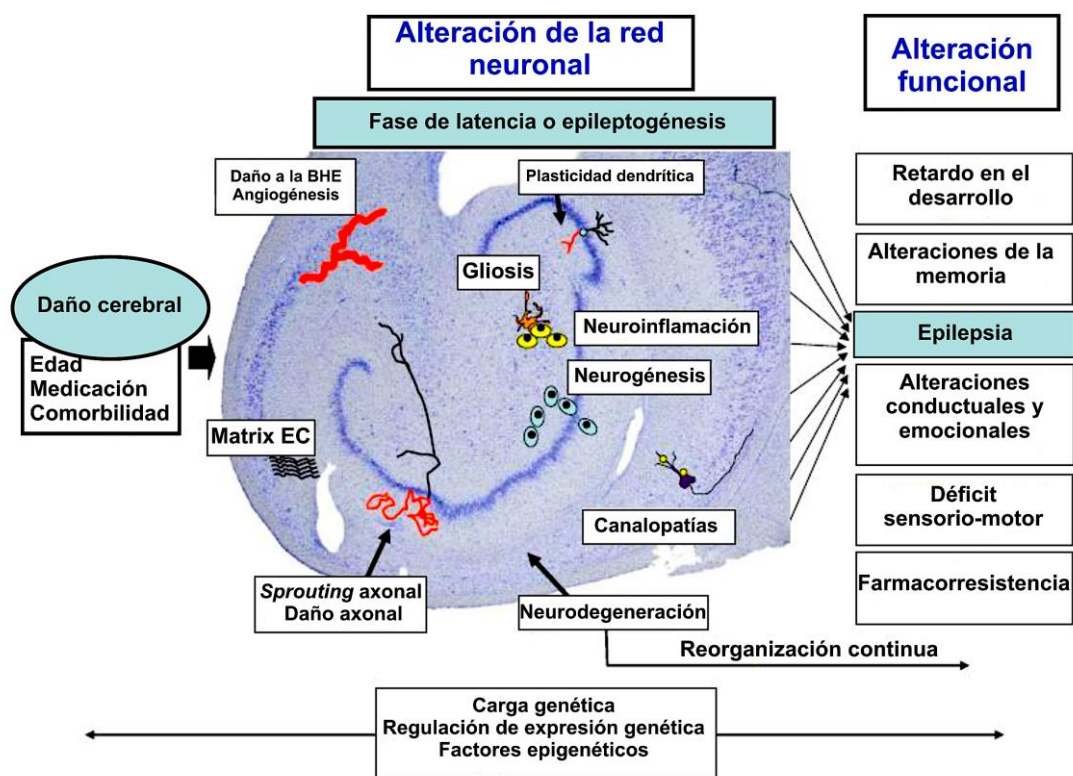 Alteración de la red
neuronal
Alteración
funcional
Fase de latencia o epileptogénesis
Daño a la BHE
Angiogénesis
Plasticidad dendrítica
Retardo en el
desarrollo
Gliosis
Alteraciones de la
memoria
Daño cerebral
Neuroinflamación
Epilepsia
Edad
Medicación
Comorbilidad
Neurogénesis
Alteraciones
conductuales y
emocionales
Matrix EC
Canalopatías
Déficit
sensorio-motor
Sprouting axonal
Daño axonal
Neurodegeneración
Farmacorresistencia
Reorganización continua
Carga genética
Regulación de expresión genética
Factores epigenéticos